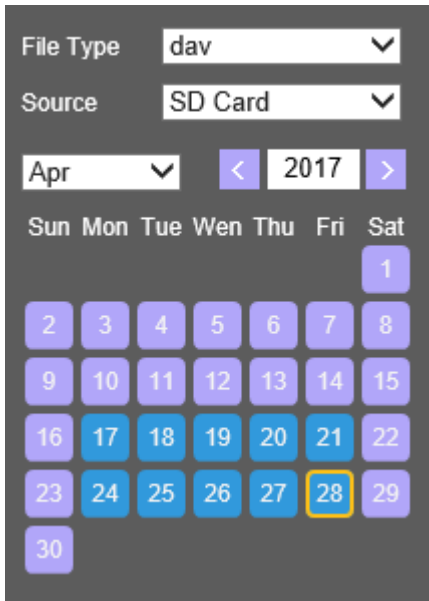 File Type dav
Source SD Card
Apr < 2017 >
Sun Mon Tue Wen Thu Fri Sat
1
2 3 4 5 6 7 8
9 10 11 12 13 14 15
16 17 18 19 20 21 22
23 24 25 26 27 28 29
30